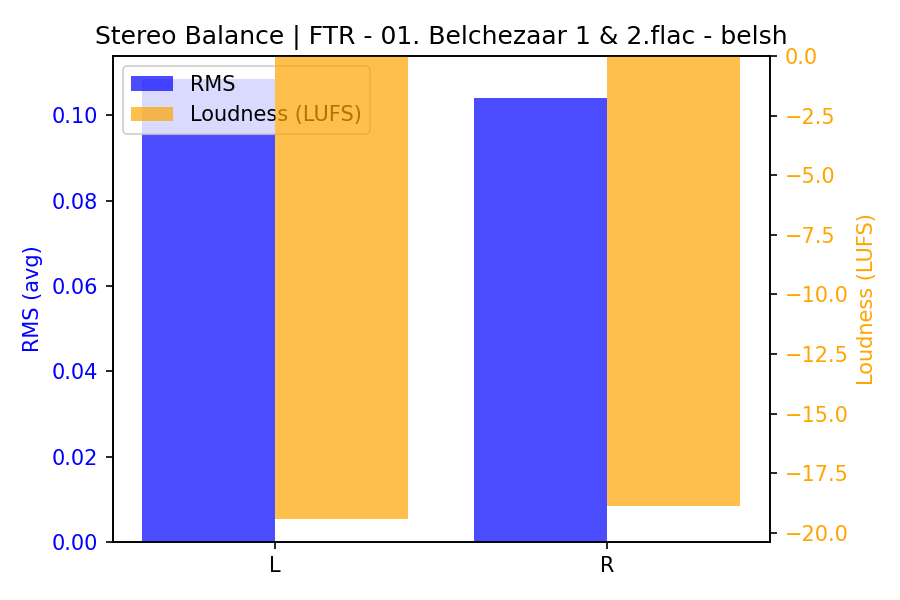 Stereo Balance | FTR - 01. Belchezaar 1 & 2.flac - belsh
RMS
Loudness (LUFS)
RMS (avg)
0.10
0.08
0.06
0.04
0.02
0.00
L
R
0.0
−2.5
−5.0
−7.5
−10.0
−12.5
−15.0
−17.5
−20.0
Loudness (LUFS)